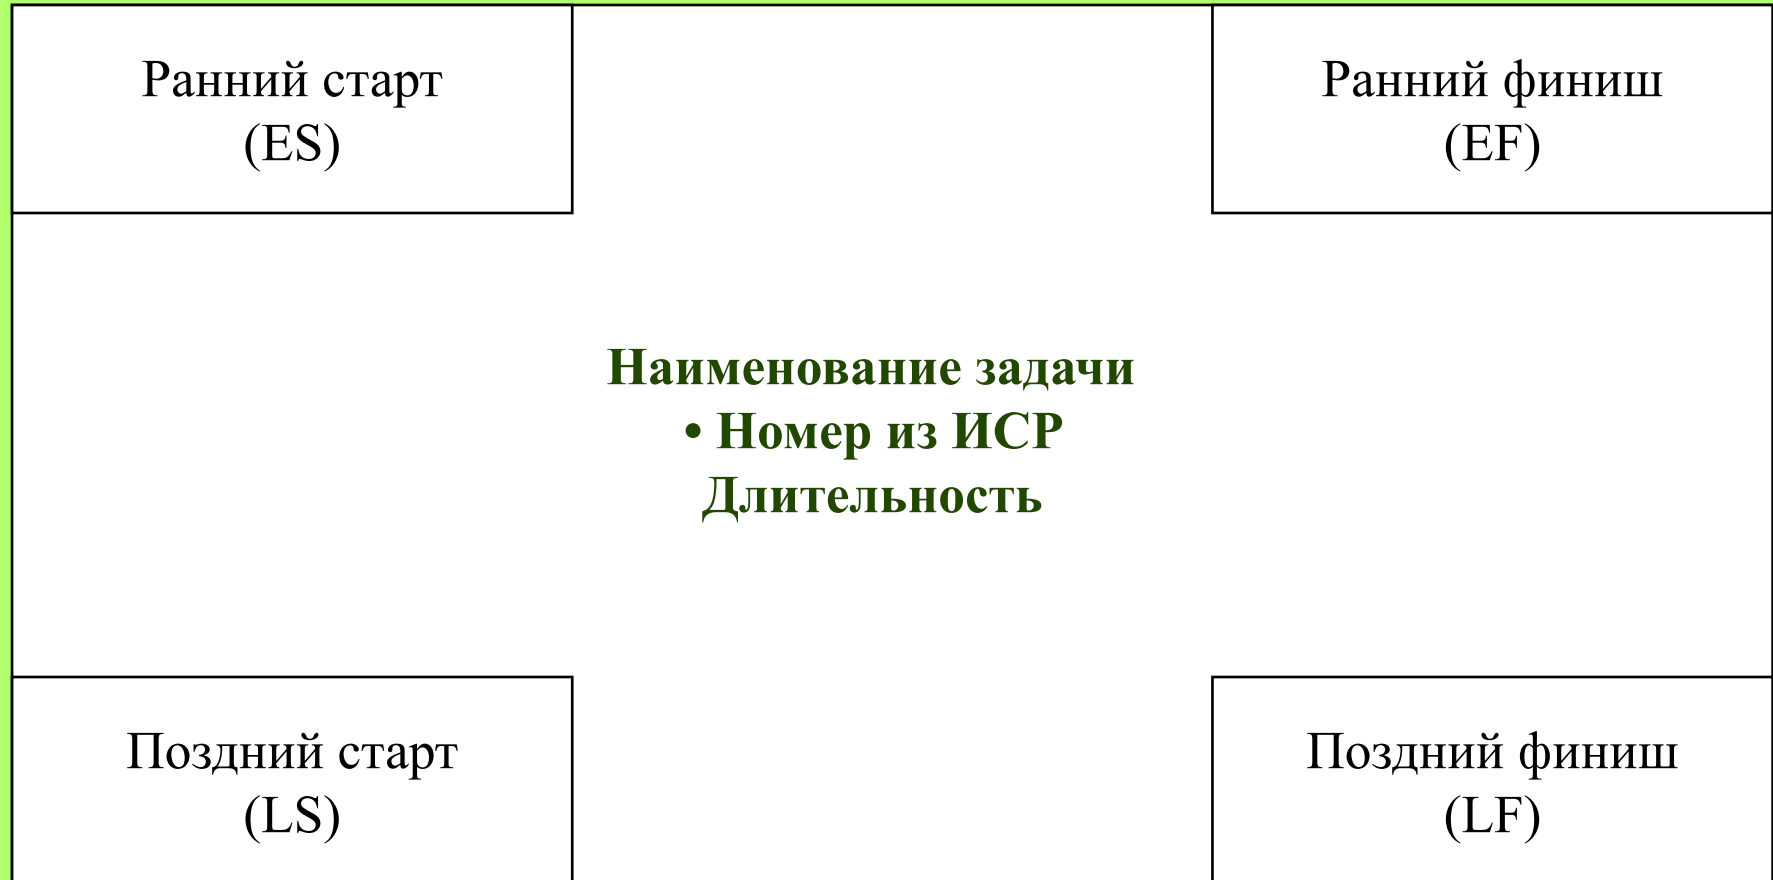 Ранний старт
(ES)
Ранний финиш
(EF)
Наименование задачи
• Номер из ИСР
Длительность
Поздний старт
(LS)
Поздний финиш
(LF)